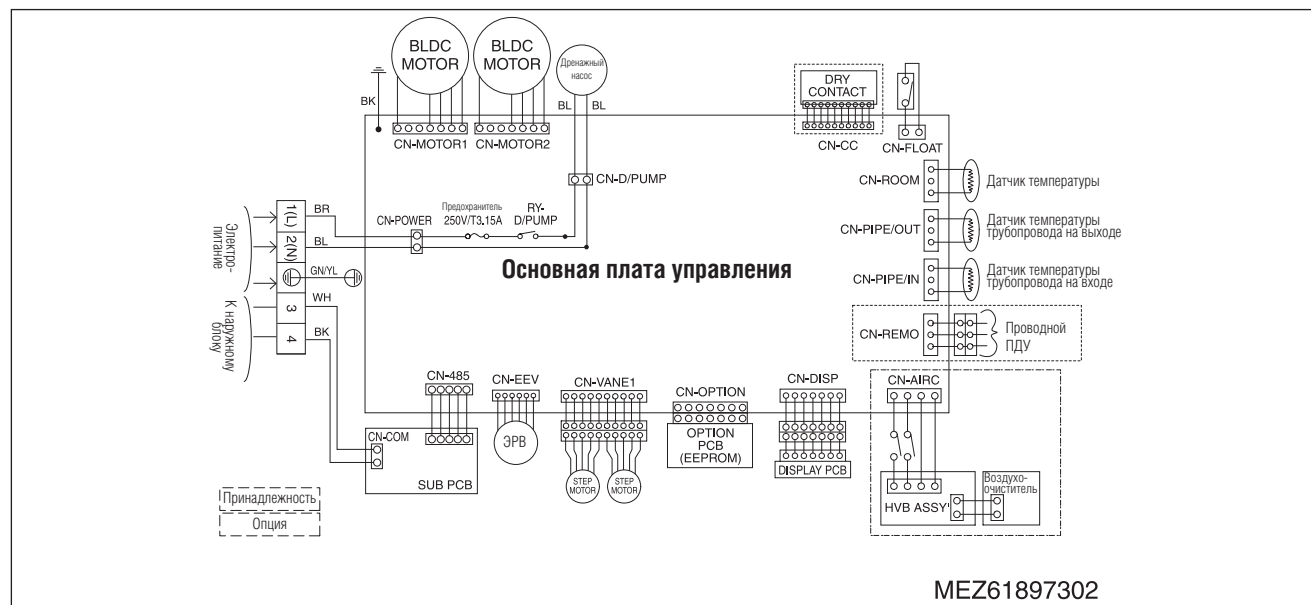 BLDC
MOTOR
BLDC
MOTOR
Дренажный
насос
BK
BL
BL
DRY
CONTACT
CN-MOTOR1
CN-MOTOR2
CN-CC
CN-FLOAT
CN-D/PUMP
CN-ROOM
Датчик температуры
Электро-
питание
1(L)
BR
CN-POWER
Предохранитель
250V/T3.15A
RY-
D/PUMP
CN-PIPE/OUT
Датчик температуры
трубопровода на выходе
2(N)
BL
Основная плата управления
CN-PIPE/IN
Датчик температуры
трубопровода на входе
GN/YL
К наружному
блоку
3
WH
4
BK
CN-REMO
Проводной
ПДУ
CN-485
CN-EEV
CN-VANE1
CN-OPTION
CN-DISP
CN-AIRC
CN-COM
SUB PCB
ЭРВ
STEP
MOTOR
STEP
MOTOR
OPTION
PCB
(EEPROM)
DISPLAY PCB
HVB ASSY'
Воздухо-
очиститель
Принадлежность
Опция
MEZ61897302